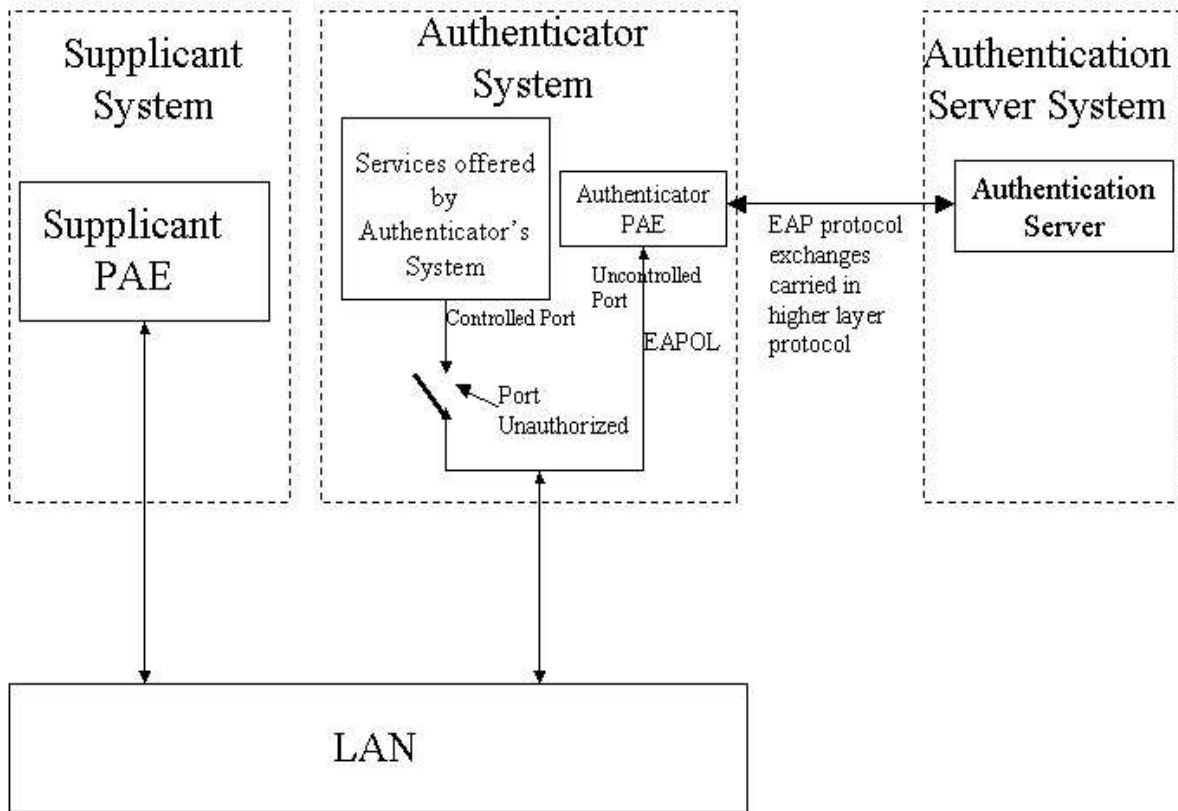 Supplicant
System
Supplicant
PAE
Authenticator
System
Services offered
by
Authenticator's
System
Authenticator
PAE
Controlled Port
Uncontrolled
Port
EAPOL
Port
Unauthorized
EAP protocol
exchanges
carried in
higher layer
protocol
Authentication
Server System
Authentication
Server
LAN